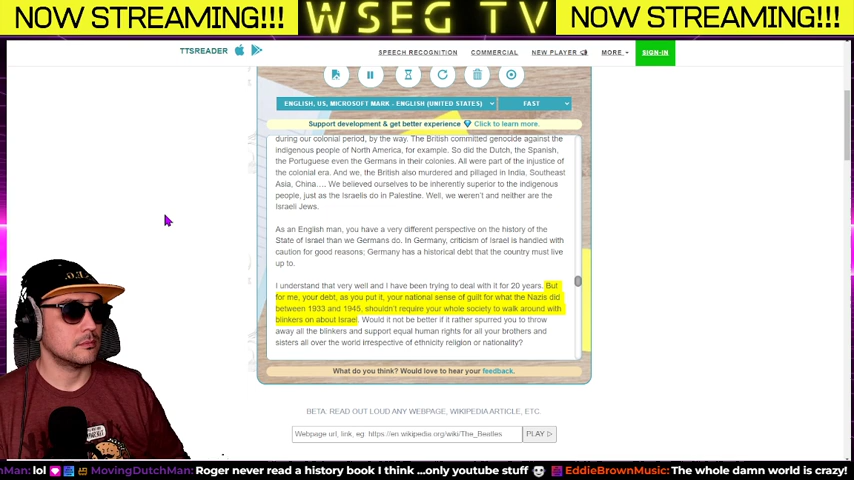 NOW STREAMING!!!
WSEG TV
NOW STREAMING!!!
TTSREADER
SPEECH RECOGNITION
COMMERCIAL
NEW PLAYER
MORE
SIGN-IN
ENGLISH, US, MICROSOFT MARK - ENGLISH (UNITED STATES)
FAST
Support development & get better experience 💎 Click to learn more.
during our colonial period, by the way. The British committed genocide against the
indigenous people of North America, for example. So did the Dutch, the Spanish,
the Portuguese even the Germans in their colonies. All were part of the injustice of
the colonial era. And we, the British also murdered and pillaged in India, Southeast
Asia, China.... We believed ourselves to be inherently superior to the indigenous
people, just as the Israelis do in Palestine. Well, we weren't and neither are the
Israeli Jews.
As an English man, you have a very different perspective on the history of the
State of Israel than we Germans do. In Germany, criticism of Israel is handled with
caution for good reasons; Germany has a historical debt that the country must live
up to.
I understand that very well and I have been trying to deal with it for 20 years. But
for me, your debt, as you put it, your national sense of guilt for what the Nazis did
between 1933 and 1945, shouldn't require your whole society to walk around with
blinkers on about Israel. Would it not be better if it rather spurred you to throw
away all the blinkers and support equal human rights for all your brothers and
sisters all over the world irrespective of ethnicity religion or nationality?
What do you think? Would love to hear your feedback.
BETA. READ OUT LOUD ANY WEBPAGE, WIKIPEDIA ARTICLE, ETC.
Webpage url, link, eg. https://en.wikipedia.org/wiki/The_Beatles
PLAY ▷
nMan: lol
MovingDutchMan: Roger never read a history book I think ...only youtube stuff 💀
EddieBrownMusic: The whole damn world is crazy!